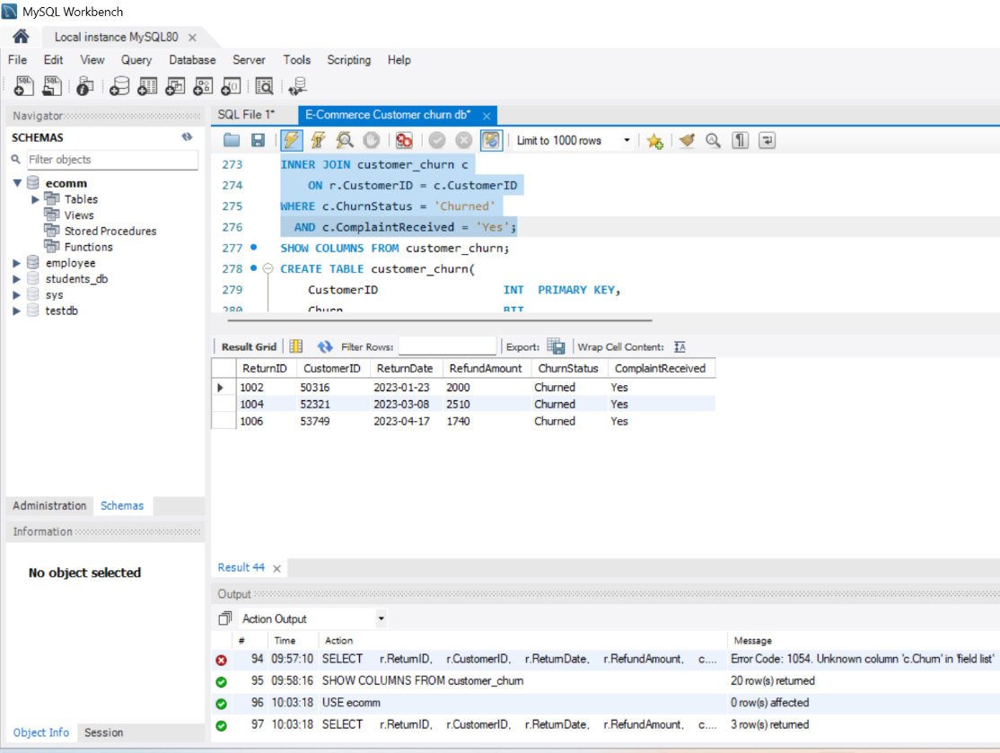 MySQL Workbench
Local instance MySQL80
File Edit View Query Database Server Tools Scripting Help
Navigator
SCHEMAS
Filter objects
ecomm
Tables
Views
Stored Procedures
Functions
employee
students_db
sys
testdb
Administration Schemas
Information
No object selected
Object Info Session
SQL File 1* E-Commerce Customer churn db*
Limit to 1000 rows
273 INNER JOIN customer_churn c
274 ON r.CustomerID = c.CustomerID
275 WHERE c.ChurnStatus = 'Churned'
276 AND c.ComplaintReceived = 'Yes';
277 SHOW COLUMNS FROM customer_churn;
278 CREATE TABLE customer_churn(
279 CustomerID INT PRIMARY KEY,
280 Churn BIT
Result Grid Filter Rows: Export: Wrap Cell Content:
ReturnID CustomerID ReturnDate RefundAmount ChurnStatus ComplaintReceived
1002 50316 2023-01-23 2000 Churned Yes
1004 52321 2023-03-08 2510 Churned Yes
1006 53749 2023-04-17 1740 Churned Yes
Result 44
Output
Action Output
# Time Action Message
94 09:57:10 SELECT r.ReturnID, r.CustomerID, r.ReturnDate, r.RefundAmount, c.... Error Code: 1054. Unknown column 'c.Churn' in 'field list'
95 09:58:16 SHOW COLUMNS FROM customer_churn 20 row(s) returned
96 10:03:18 USE ecomm 0 row(s) affected
97 10:03:18 SELECT r.ReturnID, r.CustomerID, r.ReturnDate, r.RefundAmount, c.... 3 row(s) returned